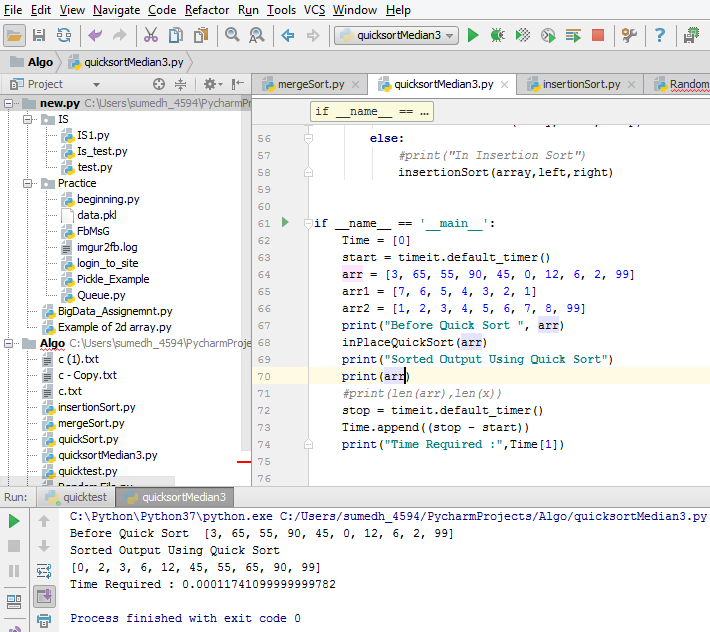 File Edit View Navigate Code Refactor Run Tools VCS Window Help
quicksortMedian3
Algo quicksortMedian3.py
Project
mergeSort.py quicksortMedian3.py insertionSort.py Random
new.py C:\Users\sumedh_4594\PycharmPr
IS
IS1.py
Is_test.py
test.py
Practice
beginning.py
data.pkl
FbMsG
imgur2fb.log
login_to_site
Pickle_Example
Queue.py
BigData_Assignemnt.py
Example of 2d array.py
Algo C:\Users\sumedh_4594\PycharmProje
c (1).txt
c - Copy.txt
c.txt
insertionSort.py
mergeSort.py
quickSort.py
quicksortMedian3.py
quicktest.py
Random File.py
if __name__ == ...
56 else:
57 #print("In Insertion Sort")
58 insertionSort(array,left,right)
59
60
61 if __name__ == '__main__':
62 Time = [0]
63 start = timeit.default_timer()
64 arr = [3, 65, 55, 90, 45, 0, 12, 6, 2, 99]
65 arr1 = [7, 6, 5, 4, 3, 2, 1]
66 arr2 = [1, 2, 3, 4, 5, 6, 7, 8, 99]
67 print("Before Quick Sort ", arr)
68 inPlaceQuickSort(arr)
69 print("Sorted Output Using Quick Sort")
70 print(arr)
71 #print(len(arr),len(x))
72 stop = timeit.default_timer()
73 Time.append((stop - start))
74 print("Time Required :",Time[1])
75
76
Run: quicktest quicksortMedian3
C:\Python\Python37\python.exe C:/Users/sumedh_4594/PycharmProjects/Algo/quicksortMedian3.py
Before Quick Sort  [3, 65, 55, 90, 45, 0, 12, 6, 2, 99]
Sorted Output Using Quick Sort
[0, 2, 3, 6, 12, 45, 55, 65, 90, 99]
Time Required : 0.00011741099999999782
Process finished with exit code 0